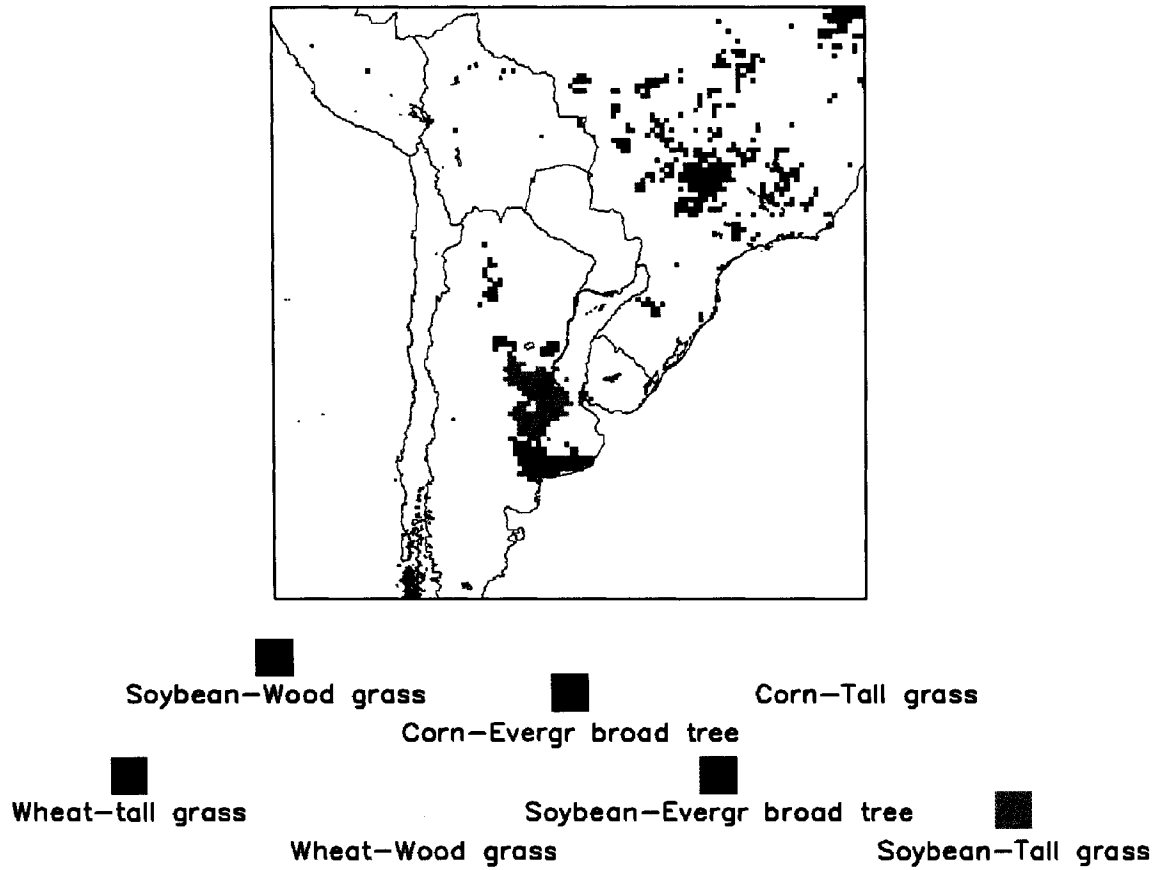 Soybean-Wood grass
Corn-Tall grass
Corn-Evergr broad tree
Wheat-tall grass
Soybean-Evergr broad tree
Wheat-Wood grass
Soybean-Tall grass